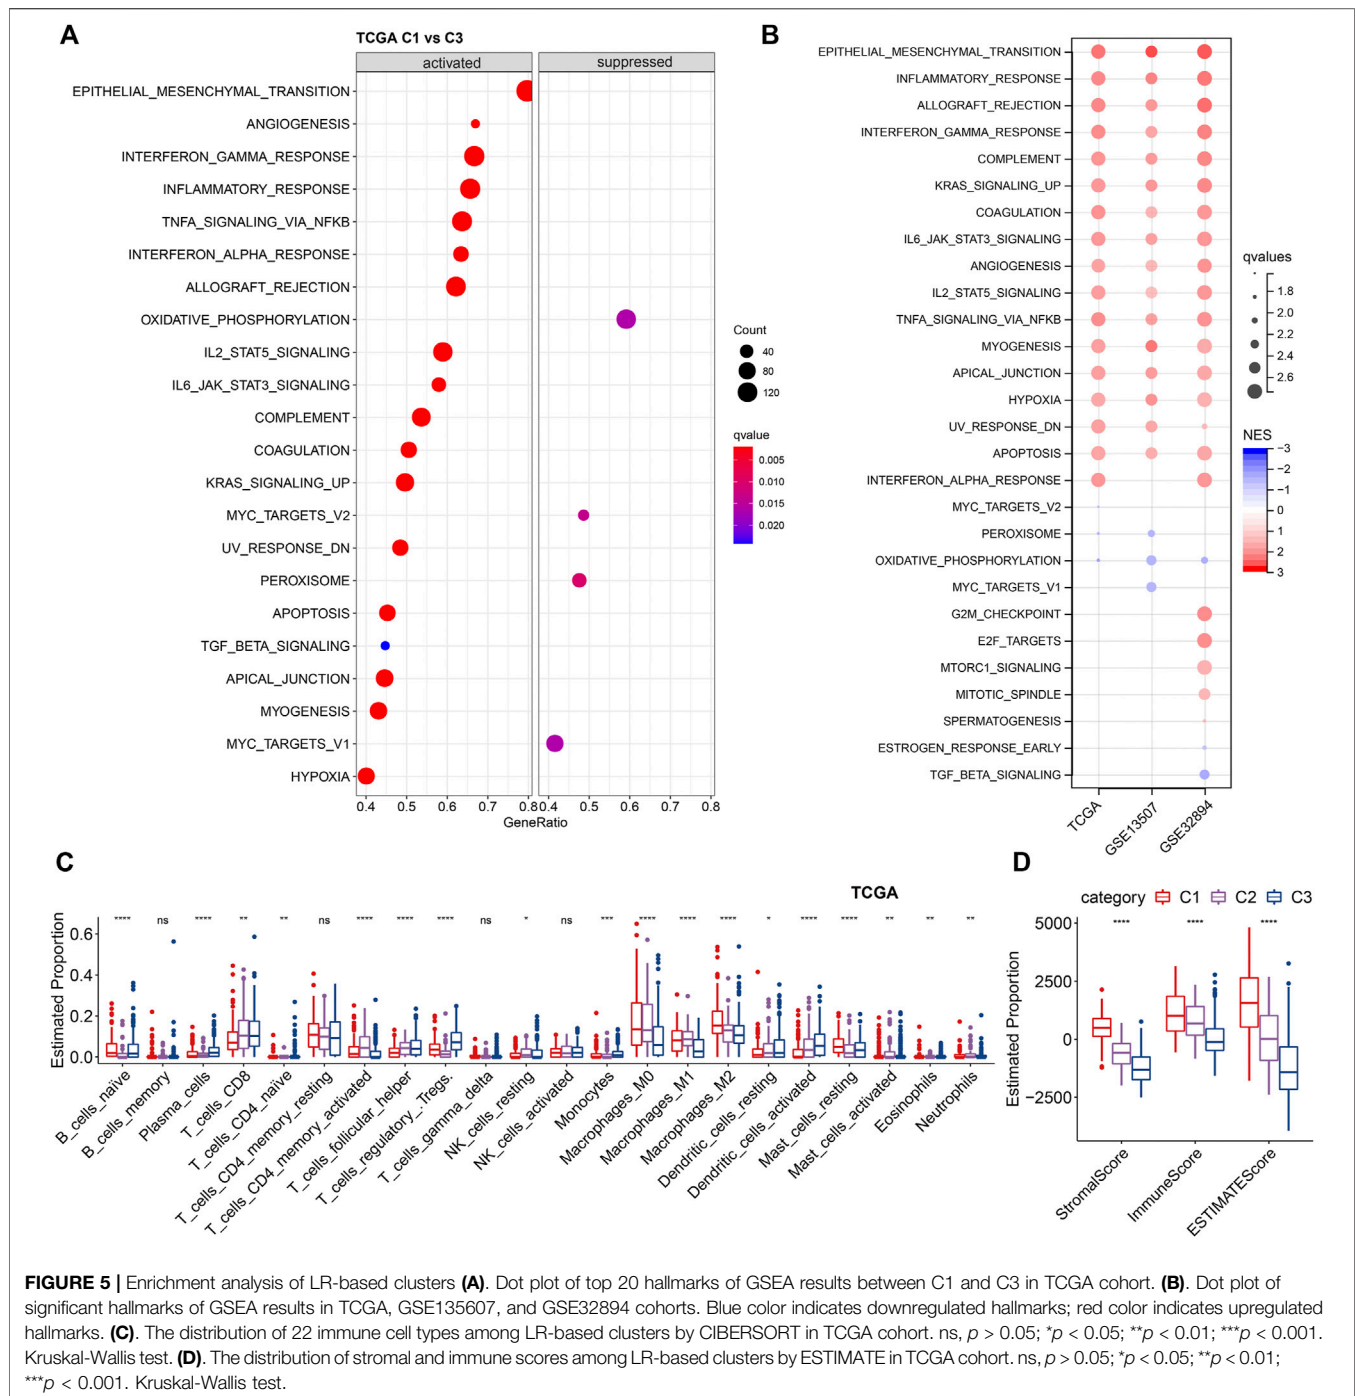 A
TCGA C1 vs C3
activated
suppressed
EPITHELIAL_MESENCHYMAL_TRANSITION
ANGIOGENESIS
INTERFERON_GAMMA_RESPONSE
INFLAMMATORY_RESPONSE
TNFA_SIGNALING_VIA_NFKB
INTERFERON_ALPHA_RESPONSE
ALLOGRAFT_REJECTION
OXIDATIVE_PHOSPHORYLATION
IL2_STAT5_SIGNALING
IL6_JAK_STAT3_SIGNALING
COMPLEMENT
COAGULATION
KRAS_SIGNALING_UP
MYC_TARGETS_V2
UV_RESPONSE_DN
PEROXISOME
APOPTOSIS
TGF_BETA_SIGNALING
APICAL_JUNCTION
MYOGENESIS
MYC_TARGETS_V1
HYPOXIA
0.4 0.5 0.6 0.7 0.8 0.4 0.5 0.6 0.7 0.8
GeneRatio
Count
40
80
120
qvalue
0.005
0.010
0.015
0.020
B
EPITHELIAL_MESENCHYMAL_TRANSITION
INFLAMMATORY_RESPONSE
ALLOGRAFT_REJECTION
INTERFERON_GAMMA_RESPONSE
COMPLEMENT
KRAS_SIGNALING_UP
COAGULATION
IL6_JAK_STAT3_SIGNALING
ANGIOGENESIS
IL2_STAT5_SIGNALING
TNFA_SIGNALING_VIA_NFKB
MYOGENESIS
APICAL_JUNCTION
HYPOXIA
UV_RESPONSE_DN
APOPTOSIS
INTERFERON_ALPHA_RESPONSE
MYC_TARGETS_V2
PEROXISOME
OXIDATIVE_PHOSPHORYLATION
MYC_TARGETS_V1
G2M_CHECKPOINT
E2F_TARGETS
MTORC1_SIGNALING
MITOTIC_SPINDLE
SPERMATOGENESIS
ESTROGEN_RESPONSE_EARLY
TGF_BETA_SIGNALING
TCGA
GSE13507
GSE32894
qvalues
1.8
2.0
2.2
2.4
2.6
NES
−3
−2
−1
0
1
2
3
C
TCGA
Estimated Proportion
0.6
0.4
0.2
0.0
**** ns **** ** ** ns **** **** **** ns * ns *** **** **** **** * **** **** ** ** **
B_cells_naïve
B_cells_memory
Plasma_cells
T_cells_CD8
T_cells_CD4_naïve
T_cells_CD4_memory_resting
T_cells_CD4_memory_activated
T_cells_follicular_helper
T_cells_regulatory_.Tregs.
T_cells_gamma_delta
NK_cells_resting
NK_cells_activated
Monocytes
Macrophages_M0
Macrophages_M1
Macrophages_M2
Dendritic_cells_resting
Dendritic_cells_activated
Mast_cells_resting
Mast_cells_activated
Eosinophils
Neutrophils
D
category C1 C2 C3
Estimated Proportion
5000
2500
0
−2500
**** **** ****
StromalScore
ImmuneScore
ESTIMATEScore
FIGURE 5 | Enrichment analysis of LR-based clusters (A). Dot plot of top 20 hallmarks of GSEA results between C1 and C3 in TCGA cohort. (B). Dot plot of
significant hallmarks of GSEA results in TCGA, GSE135607, and GSE32894 cohorts. Blue color indicates downregulated hallmarks; red color indicates upregulated
hallmarks. (C). The distribution of 22 immune cell types among LR-based clusters by CIBERSORT in TCGA cohort. ns, p > 0.05; *p < 0.05; **p < 0.01; ***p < 0.001.
Kruskal-Wallis test. (D). The distribution of stromal and immune scores among LR-based clusters by ESTIMATE in TCGA cohort. ns, p > 0.05; *p < 0.05; **p < 0.01;
***p < 0.001. Kruskal-Wallis test.